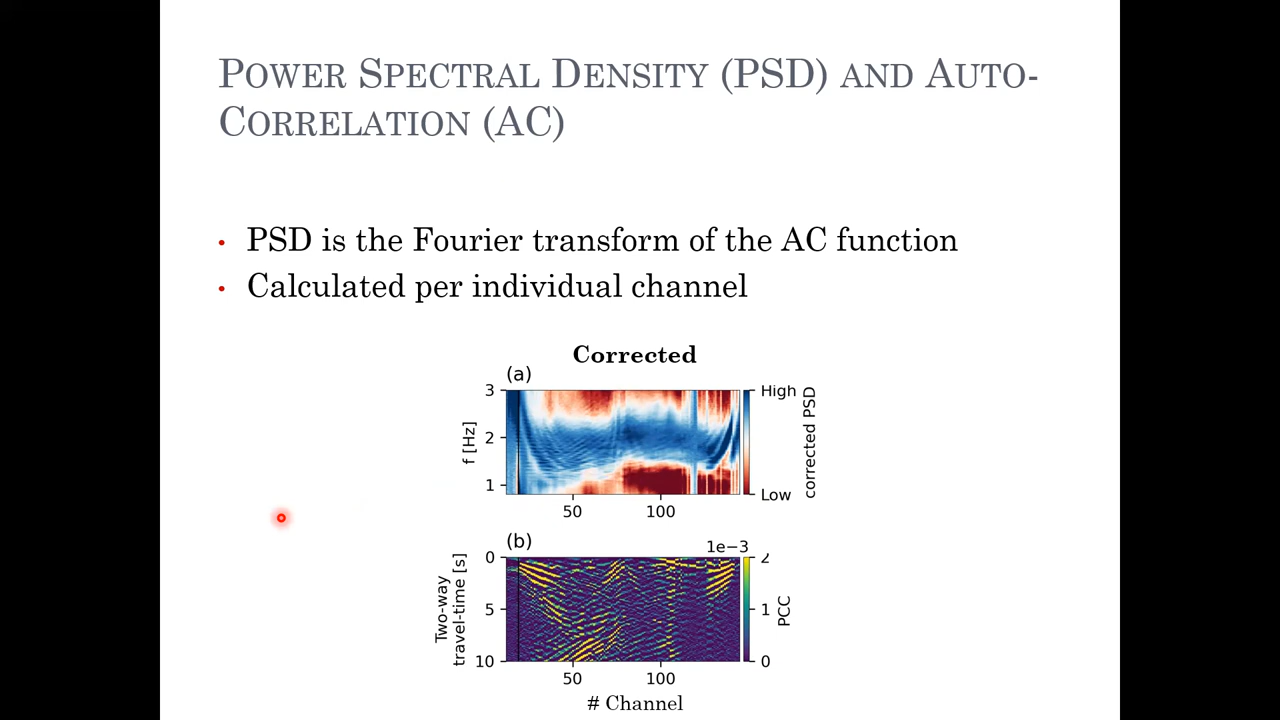 POWER SPECTRAL DENSITY (PSD) AND AUTO-
CORRELATION (AC)
• PSD is the Fourier transform of the AC function
• Calculated per individual channel
Corrected
(a)
3
2
1
f [Hz]
50
100
High
Low
corrected PSD
(b)
1e−3
0
5
10
Two-way
travel-time [s]
50
100
2
1
0
PCC
# Channel